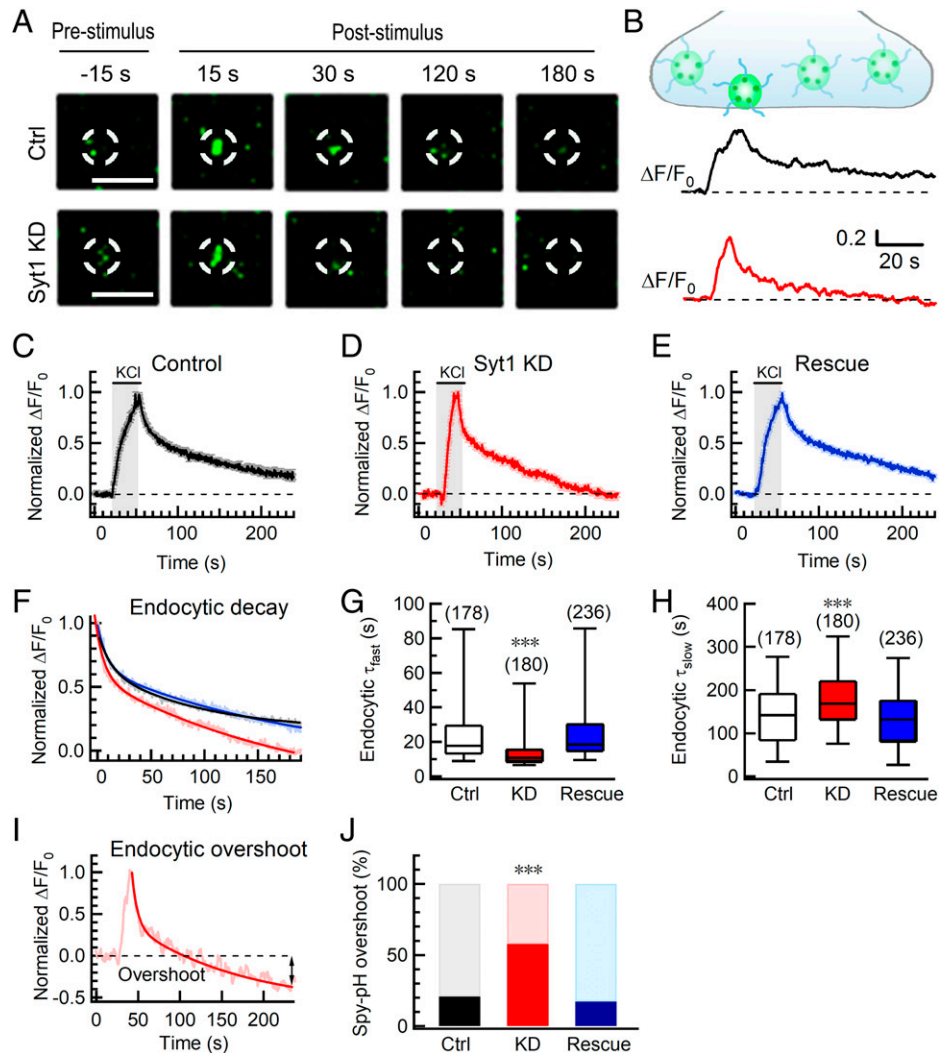 A
Pre-stimulus
Post-stimulus
-15 s
15 s
30 s
120 s
180 s
Ctrl
Syt1 KD
B
ΔF/F0
0.2
20 s
ΔF/F0
C
Control
KCl
Normalized ΔF/F0
1.0
0.5
0.0
0
100
200
Time (s)
D
Syt1 KD
KCl
Normalized ΔF/F0
1.0
0.5
0.0
0
100
200
Time (s)
E
Rescue
KCl
Normalized ΔF/F0
1.0
0.5
0.0
0
100
200
Time (s)
F
Endocytic decay
Normalized ΔF/F0
1.0
0.5
0.0
0
50
100
150
Time (s)
G
Endocytic τfast (s)
100
80
60
40
20
0
(178)
***
(180)
(236)
Ctrl
KD
Rescue
H
Endocytic τslow (s)
400
300
200
100
0
(178)
***
(180)
(236)
Ctrl
KD
Rescue
I
Endocytic overshoot
Normalized ΔF/F0
1.0
0.5
0.0
-0.5
Overshoot
0
50
100
150
200
Time (s)
J
Spy-pH overshoot (%)
100
50
0
***
Ctrl
KD
Rescue